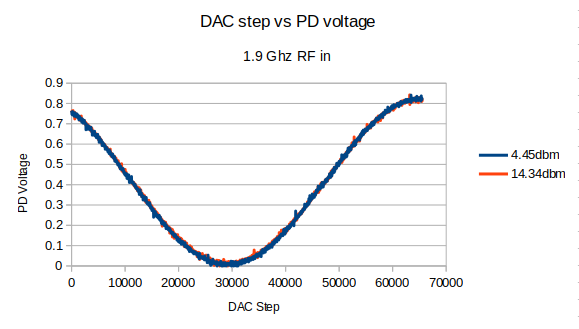 DAC step vs PD voltage
1.9 Ghz RF in
0.9
0.8
0.7
0.6
0.5
0.4
0.3
0.2
0.1
0
PD Voltage
0 10000 20000 30000 40000 50000 60000 70000
DAC Step
4.45dbm
14.34dbm